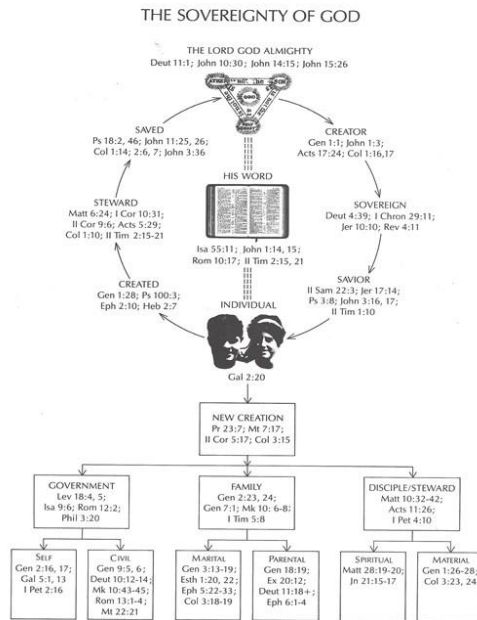 THE SOVEREIGNTY OF GOD
THE LORD GOD ALMIGHTY
Deut 11:1; John 10:30; John 14:15; John 15:26
GOD
SAVED
Ps 18:2, 46; John 11:25, 26;
Col 1:14; 2:6, 7; John 3:36
CREATOR
Gen 1:1; John 1:3;
Acts 17:24; Col 1:16,17
HIS WORD
Isa 55:11; John 1:14, 15;
Rom 10:17; II Tim 2:15, 21
STEWARD
Matt 6:24; I Cor 10:31;
II Cor 9:6; Acts 5:29;
Col 1:10; II Tim 2:15-21
SOVEREIGN
Deut 4:39; I Chron 29:11;
Jer 10:10; Rev 4:11
CREATED
Gen 1:28; Ps 100:3;
Eph 2:10; Heb 2:7
SAVIOR
II Sam 22:3; Jer 17:14;
Ps 3:8; John 3:16, 17;
II Tim 1:10
INDIVIDUAL
Gal 2:20
NEW CREATION
Pr 23:7; Mt 7:17;
II Cor 5:17; Col 3:15
GOVERNMENT
Lev 18:4, 5;
Isa 9:6; Rom 12:2;
Phil 3:20
FAMILY
Gen 2:23, 24;
Gen 7:1; Mk 10: 6-8;
I Tim 5:8
DISCIPLE/STEWARD
Matt 10:32-42;
Acts 11:26;
I Pet 4:10
SELF
Gen 2:16, 17;
Gal 5:1, 13
I Pet 2:16
CIVIL
Gen 9:5, 6;
Deut 10:12-14;
Mk 10:43-45;
Rom 13:1-4;
Mt 22:21
MARITAL
Gen 3:13-19;
Esth 1:20, 22;
Eph 5:22-33;
Col 3:18-19
PARENTAL
Gen 18:19;
Ex 20:12;
Deut 11:18+;
Eph 6:1-4
SPIRITUAL
Matt 28:19-20;
Jn 21:15-17
MATERIAL
Gen 1:26-28;
Col 3:23, 24